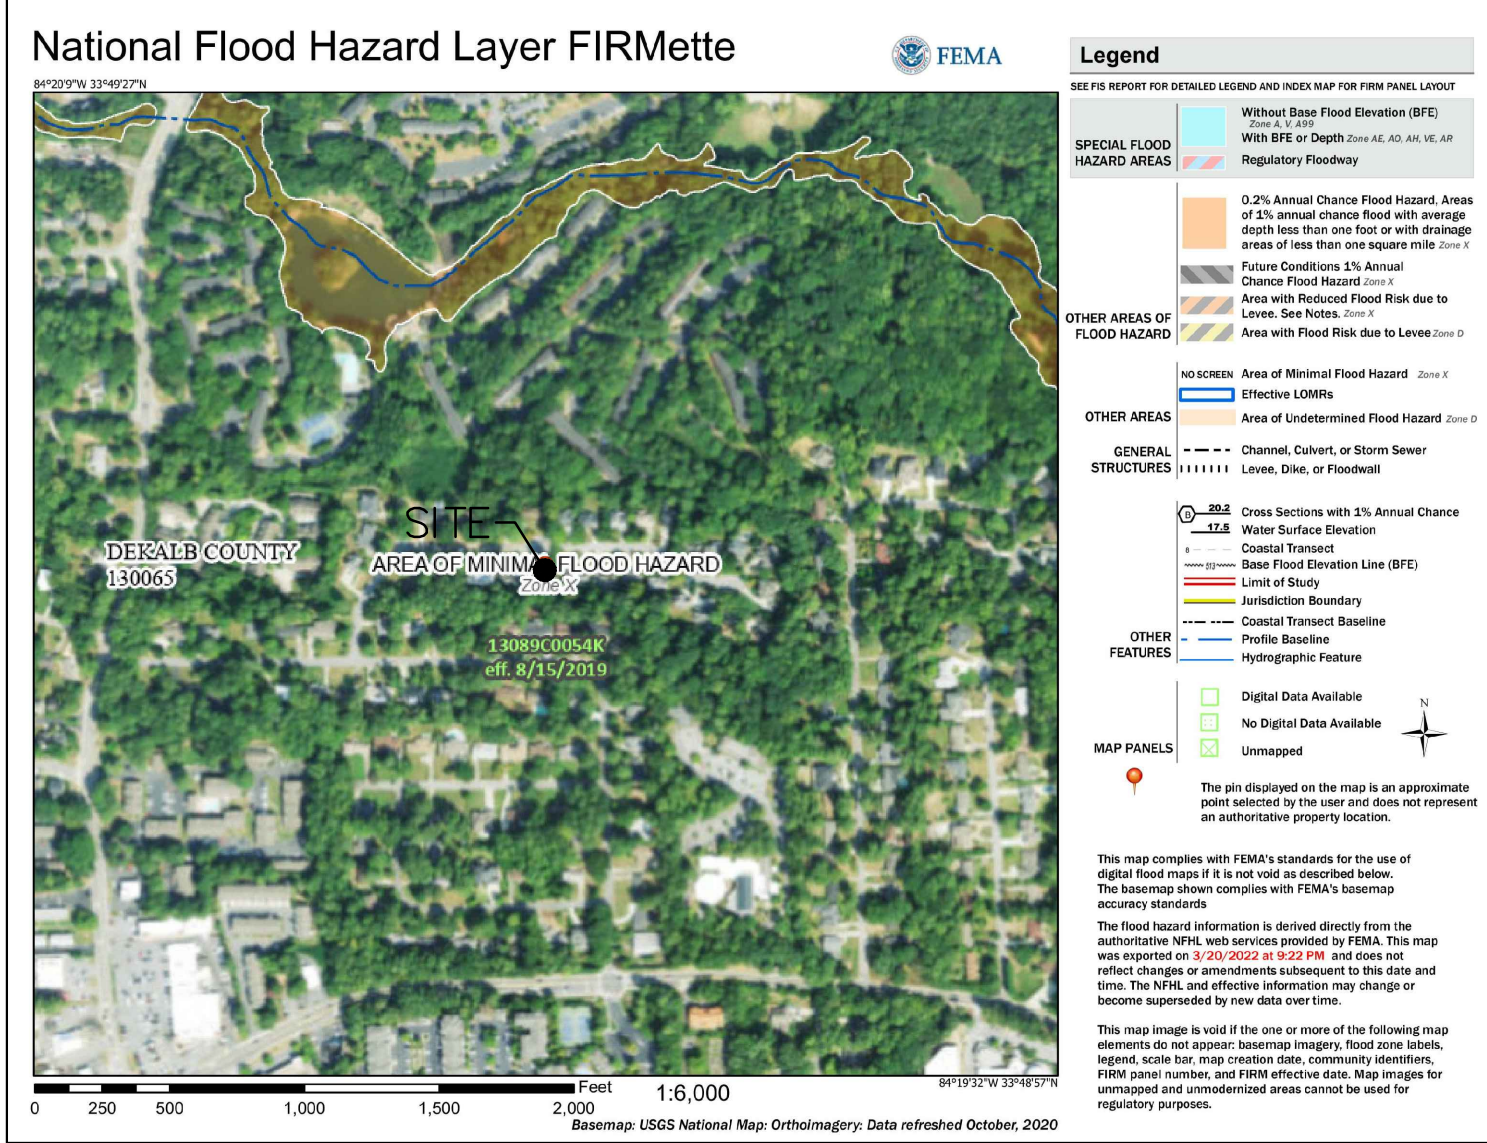 National Flood Hazard Layer FIRMette
FEMA
84°20'9"W 33°49'27"N
SITE
DEKALB COUNTY
130065
AREA OF MINIMAL FLOOD HAZARD
Zone X
13089C0054K
eff. 8/15/2019
Feet
1:6,000
84°19'32"W 33°48'57"N
0 250 500 1,000 1,500 2,000
Basemap: USGS National Map: Orthoimagery: Data refreshed October, 2020
Legend
SEE FIS REPORT FOR DETAILED LEGEND AND INDEX MAP FOR FIRM PANEL LAYOUT
SPECIAL FLOOD
HAZARD AREAS
Without Base Flood Elevation (BFE)
Zone A, V, A99
With BFE or Depth Zone AE, AO, AH, VE, AR
Regulatory Floodway
0.2% Annual Chance Flood Hazard, Areas
of 1% annual chance flood with average
depth less than one foot or with drainage
areas of less than one square mile Zone X
Future Conditions 1% Annual
Chance Flood Hazard Zone X
Area with Reduced Flood Risk due to
Levee. See Notes. Zone X
Area with Flood Risk due to Levee Zone D
OTHER AREAS OF
FLOOD HAZARD
NO SCREEN Area of Minimal Flood Hazard Zone X
Effective LOMRs
OTHER AREAS
Area of Undetermined Flood Hazard Zone D
GENERAL
STRUCTURES
Channel, Culvert, or Storm Sewer
Levee, Dike, or Floodwall
B 20.2 Cross Sections with 1% Annual Chance
17.5 Water Surface Elevation
8 Coastal Transect
513 Base Flood Elevation Line (BFE)
Limit of Study
Jurisdiction Boundary
Coastal Transect Baseline
OTHER
FEATURES
Profile Baseline
Hydrographic Feature
Digital Data Available
No Digital Data Available
Unmapped
MAP PANELS
N
The pin displayed on the map is an approximate
point selected by the user and does not represent
an authoritative property location.
This map complies with FEMA's standards for the use of
digital flood maps if it is not void as described below.
The basemap shown complies with FEMA's basemap
accuracy standards
The flood hazard information is derived directly from the
authoritative NFHL web services provided by FEMA. This map
was exported on 3/20/2022 at 9:22 PM and does not
reflect changes or amendments subsequent to this date and
time. The NFHL and effective information may change or
become superseded by new data over time.
This map image is void if the one or more of the following map
elements do not appear: basemap imagery, flood zone labels,
legend, scale bar, map creation date, community identifiers,
FIRM panel number, and FIRM effective date. Map images for
unmapped and unmodernized areas cannot be used for
regulatory purposes.